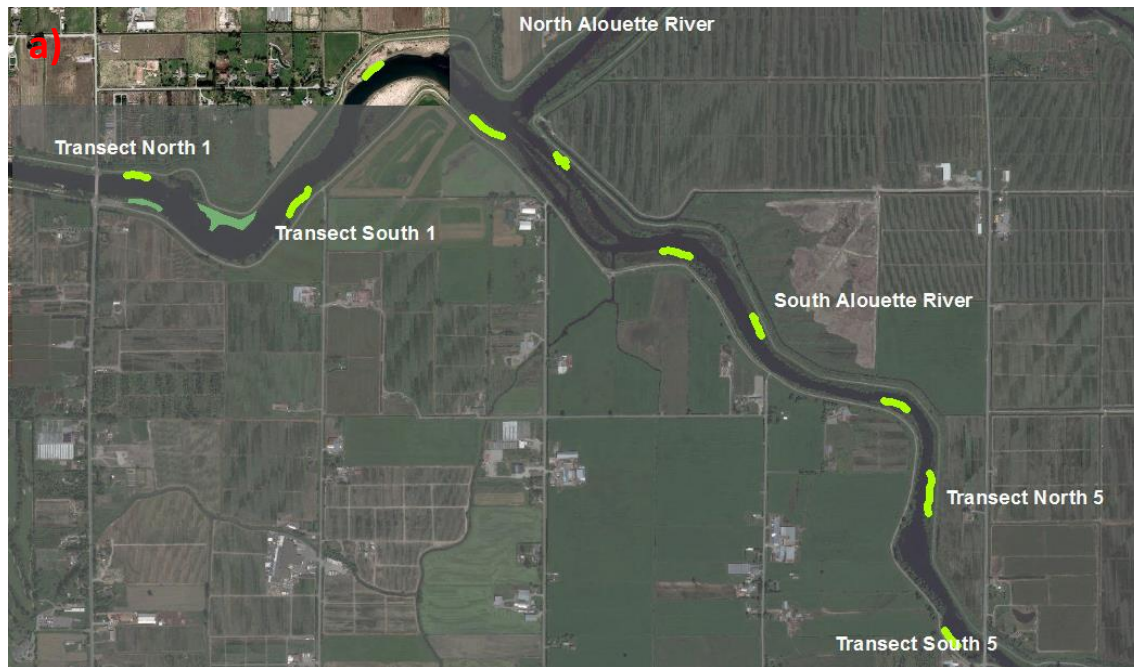 a)
North Alouette River
Transect North 1
Transect South 1
South Alouette River
Transect North 5
Transect South 5